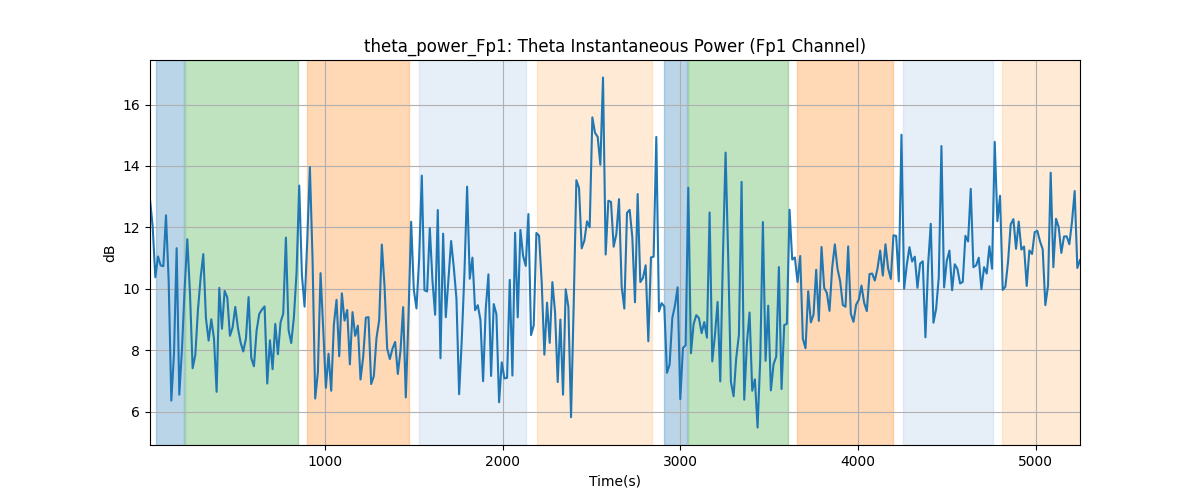 theta_power_Fp1: Theta Instantaneous Power (Fp1 Channel)
16
14
12
10
8
6
dB
1000 2000 3000 4000 5000
Time(s)